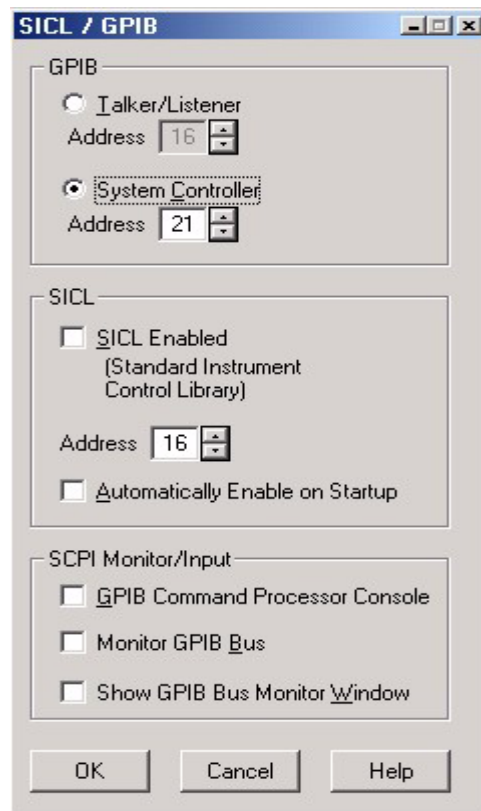 SICL / GPIB
GPIB
Talker/Listener
Address 16
System Controller
Address 21
SICL
SICL Enabled
(Standard Instrument
Control Library)
Address 16
Automatically Enable on Startup
SCPI Monitor/Input
GPIB Command Processor Console
Monitor GPIB Bus
Show GPIB Bus Monitor Window
OK Cancel Help